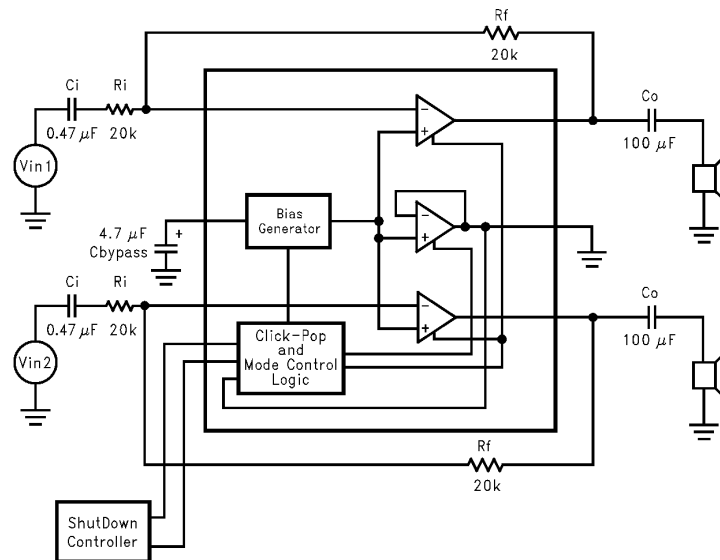 Rf
20k
Ci
Ri
0.47 μF
20k
Co
100 μF
Vin1
−
+
Bias
Generator
4.7 μF
+
Cbypass
−
+
Ci
Ri
0.47 μF
20k
Co
100 μF
−
+
Vin2
Click-Pop
and
Mode Control
Logic
Rf
20k
ShutDown
Controller